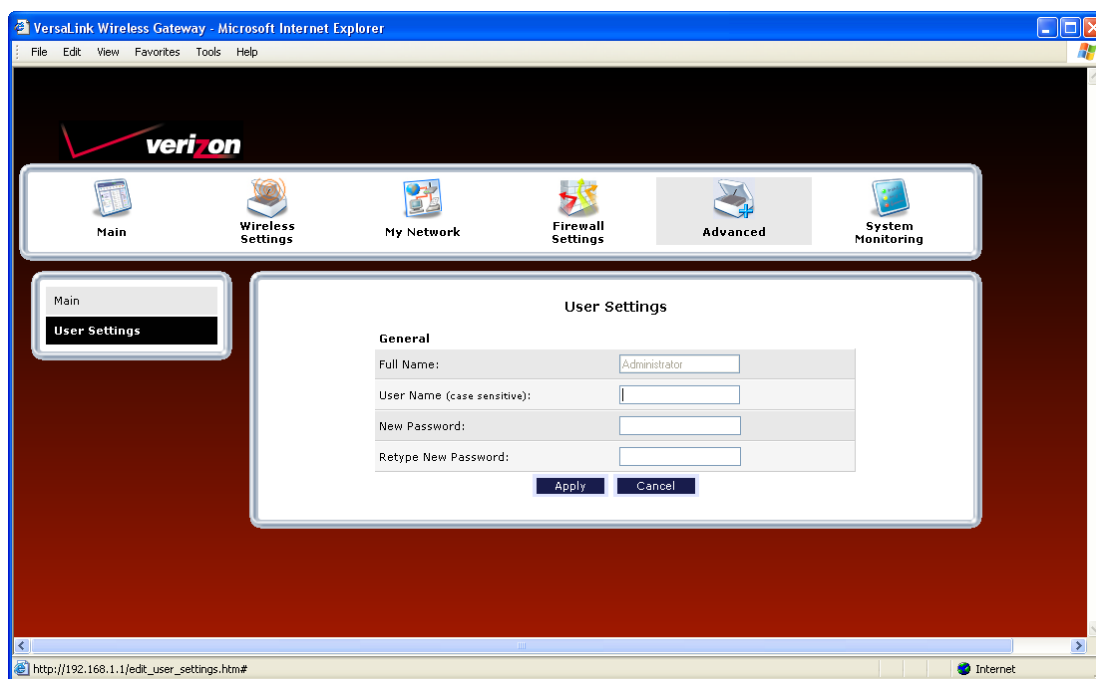 VersaLink Wireless Gateway - Microsoft Internet Explorer
File Edit View Favorites Tools Help
verizon
Main
Wireless
Settings
My Network
Firewall
Settings
Advanced
System
Monitoring
Main
User Settings
User Settings
General
Full Name:
Administrator
User Name (case sensitive):
New Password:
Retype New Password:
Apply
Cancel
http://192.168.1.1/edit_user_settings.htm#
Internet